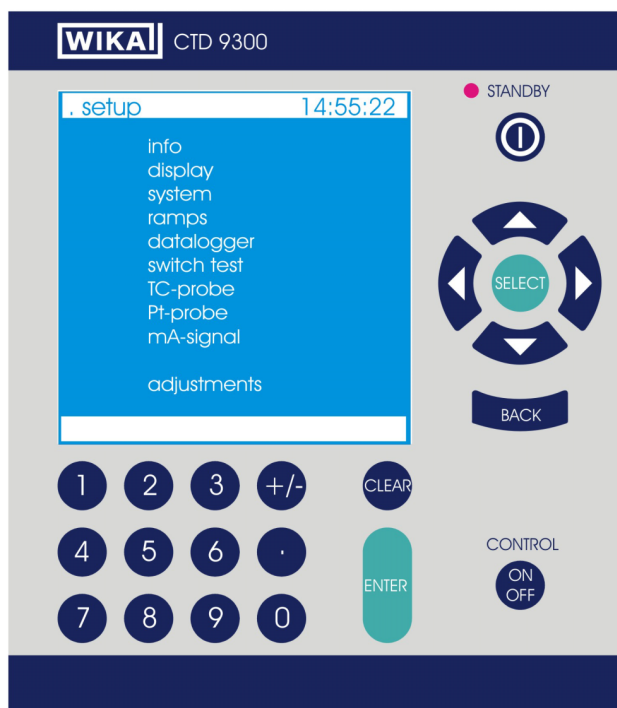 WIKAI CTD 9300
. setup 14:55:22
info
display
system
ramps
datalogger
switch test
TC-probe
Pt-probe
mA-signal
adjustments
STANDBY
SELECT
BACK
1 2 3 +/- CLEAR
4 5 6 .
7 8 9 0
ENTER
CONTROL
ON
OFF